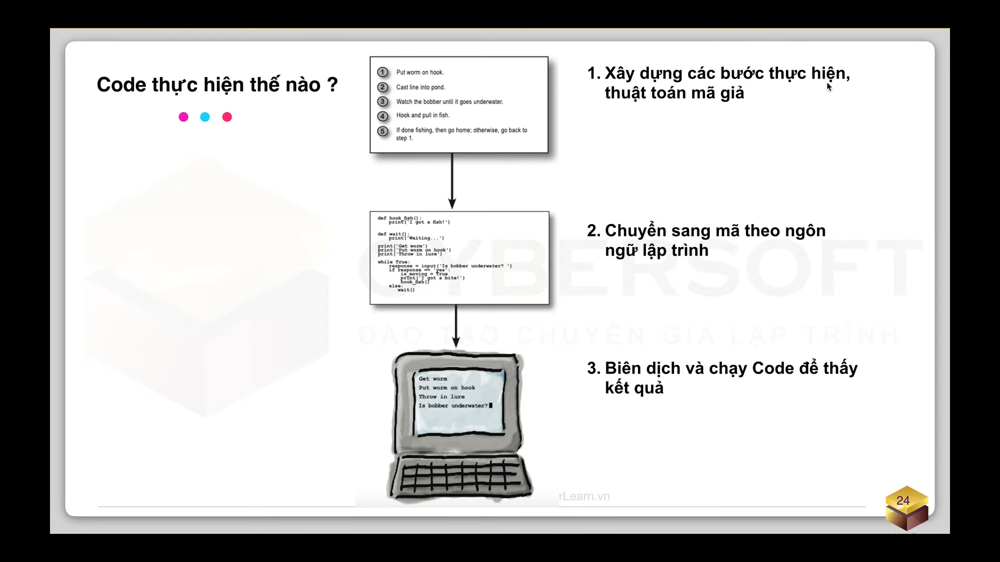 Code thực hiện thế nào ?
1 Put worm on hook.
2 Cast line into pond.
3 Watch the bobber until it goes underwater.
4 Hook and pull in fish.
5 If done fishing, then go home; otherwise, go back to
step 1.
1. Xây dựng các bước thực hiện,
thuật toán mã giả
def hook_fish():
print('I got a fish!')
def wait():
print('Waiting...')
print('Get worm')
print('Put worm on hook')
print('Throw in lure')
while True:
response = input('Is bobber underwater? ')
if response == 'yes':
is_moving = True
print('I got a bite!')
hook_fish()
else:
wait()
2. Chuyển sang mã theo ngôn
ngữ lập trình
CYBERSOFT
ĐÀO TẠO CHUYÊN GIA LẬP TRÌNH
Get worm
Put worm on hook
Throw in lure
Is bobber underwater?
3. Biên dịch và chạy Code để thấy
kết quả
rLearn.vn
24